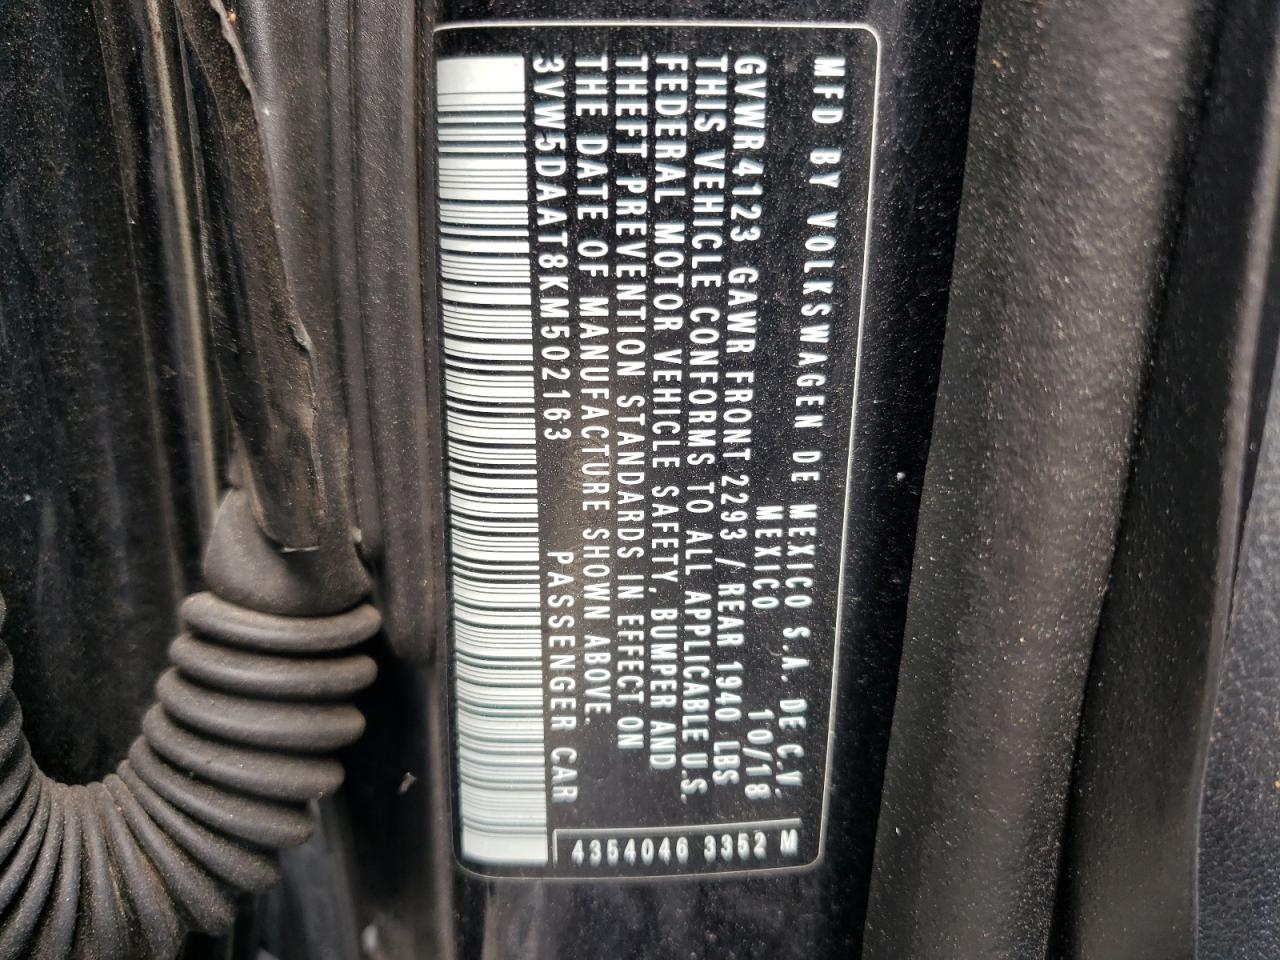 MFD BY VOLKSWAGEN DE MEXICO S.A. DE C.V.
MEXICO 10/18
GVWR 4123 GAWR FRONT 2293 / REAR 1940 LBS
THIS VEHICLE CONFORMS TO ALL APPLICABLE U.S.
FEDERAL MOTOR VEHICLE SAFETY, BUMPER AND
THEFT PREVENTION STANDARDS IN EFFECT ON
THE DATE OF MANUFACTURE SHOWN ABOVE.
3VW5DAAT8KM502163 PASSENGER CAR
4354046 3352 M